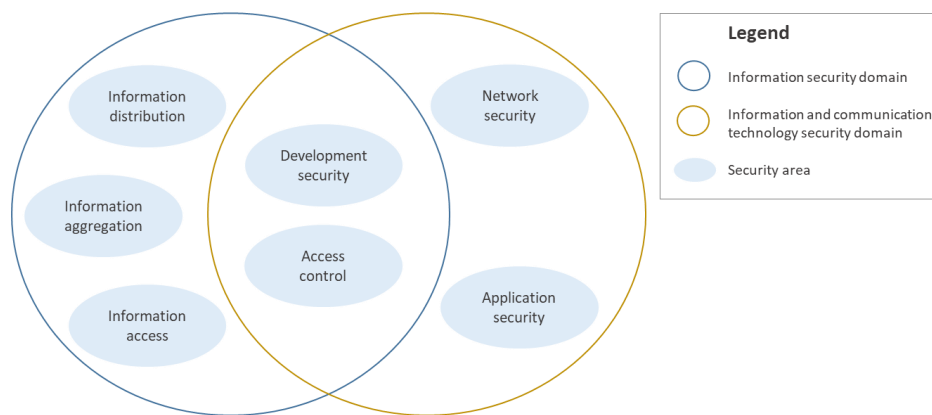 Information
distribution
Information
aggregation
Information
access
Development
security
Access
control
Network
security
Application
security
Legend
Information security domain
Information and communication
technology security domain
Security area